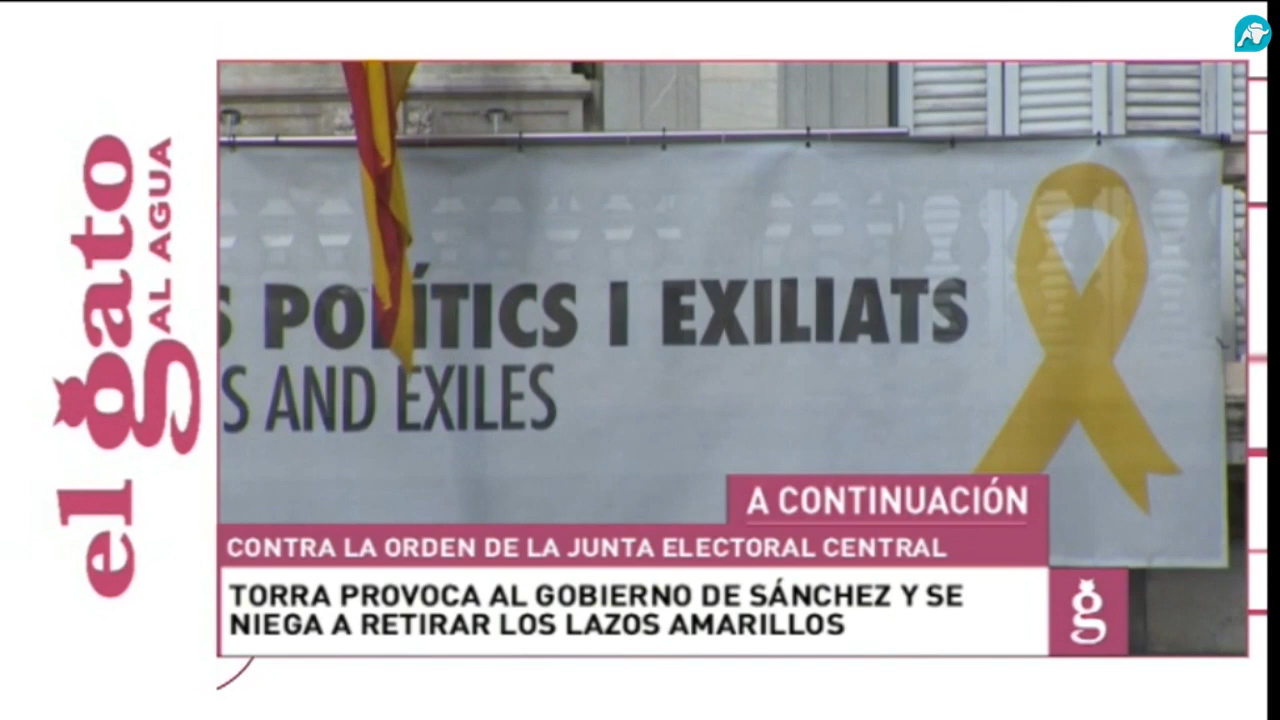 el gato
AL AGUA
S POLÍTICS I EXILIATS
S AND EXILES
A CONTINUACIÓN
CONTRA LA ORDEN DE LA JUNTA ELECTORAL CENTRAL
TORRA PROVOCA AL GOBIERNO DE SÁNCHEZ Y SE
NIEGA A RETIRAR LOS LAZOS AMARILLOS
g